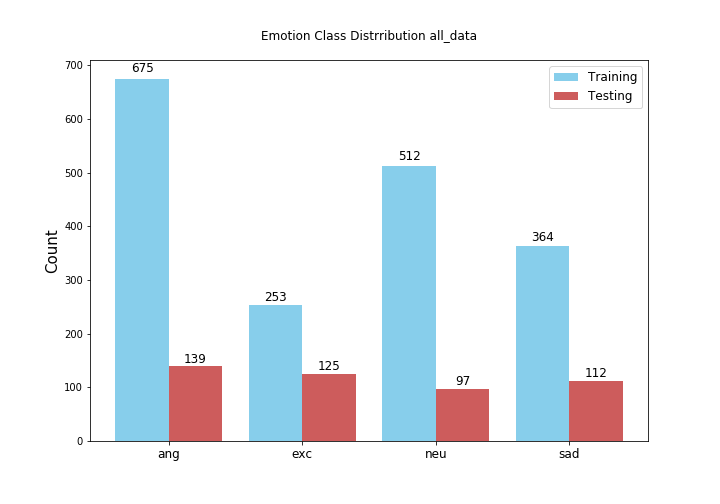 Emotion Class Distrribution all_data
700
600
500
400
300
200
100
0
Count
675
139
253
125
512
97
364
112
Training
Testing
ang
exc
neu
sad